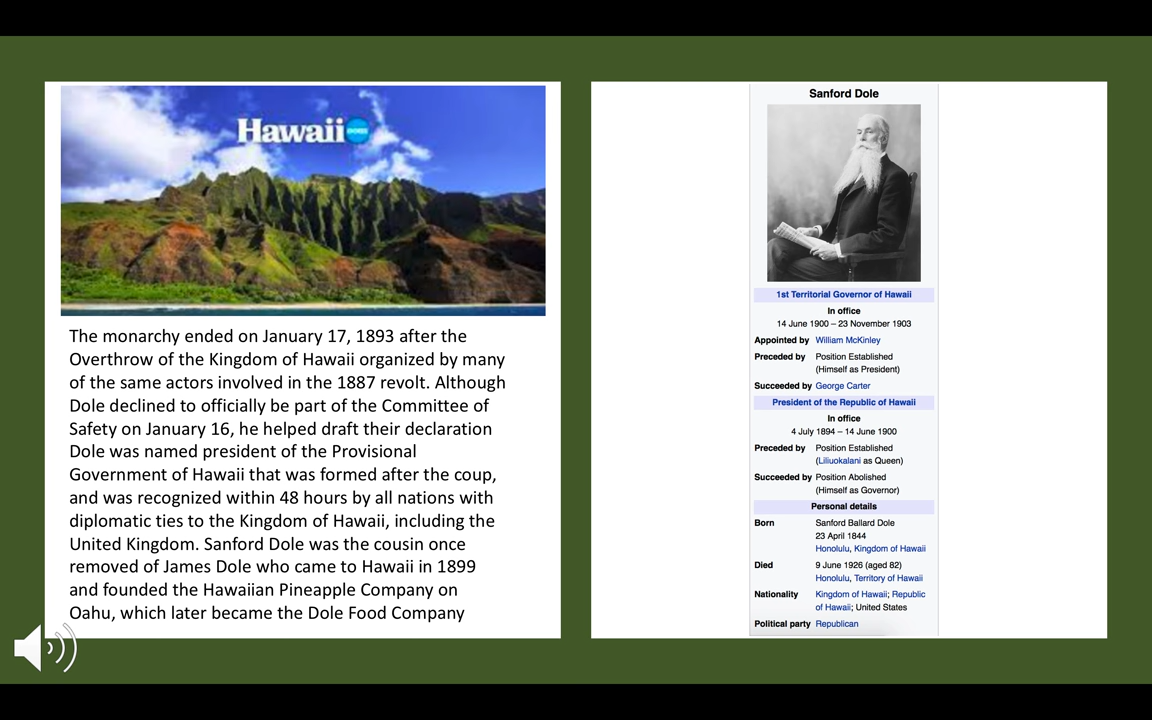 Hawaii.com
The monarchy ended on January 17, 1893 after the
Overthrow of the Kingdom of Hawaii organized by many
of the same actors involved in the 1887 revolt. Although
Dole declined to officially be part of the Committee of
Safety on January 16, he helped draft their declaration
Dole was named president of the Provisional
Government of Hawaii that was formed after the coup,
and was recognized within 48 hours by all nations with
diplomatic ties to the Kingdom of Hawaii, including the
United Kingdom. Sanford Dole was the cousin once
removed of James Dole who came to Hawaii in 1899
and founded the Hawaiian Pineapple Company on
Oahu, which later became the Dole Food Company
Sanford Dole
1st Territorial Governor of Hawaii
In office
14 June 1900 – 23 November 1903
Appointed by William McKinley
Preceded by Position Established
(Himself as President)
Succeeded by George Carter
President of the Republic of Hawaii
In office
4 July 1894 – 14 June 1900
Preceded by Position Established
(Liliuokalani as Queen)
Succeeded by Position Abolished
(Himself as Governor)
Personal details
Born Sanford Ballard Dole
23 April 1844
Honolulu, Kingdom of Hawaii
Died 9 June 1926 (aged 82)
Honolulu, Territory of Hawaii
Nationality Kingdom of Hawaii; Republic
of Hawaii; United States
Political party Republican